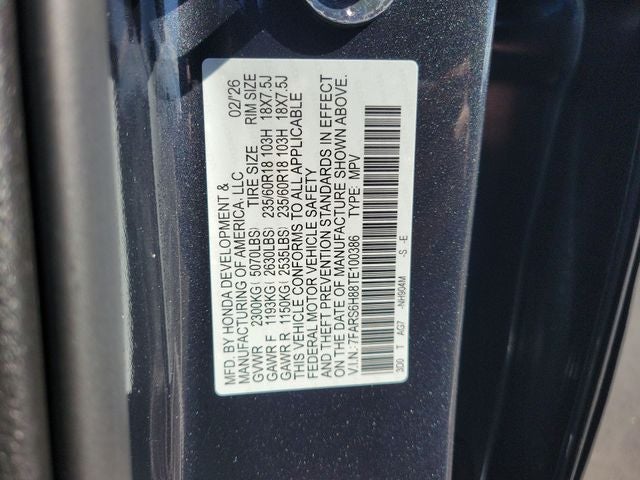 MFD. BY HONDA DEVELOPMENT & 02/'26
MANUFACTURING OF AMERICA, LLC
GVWR 2300KG( 5070LBS) TIRE SIZE RIM SIZE
GAWR F 1193KG( 2630LBS) 235/60R18 103H 18X7.5J
GAWR R 1150KG( 2535LBS) 235/60R18 103H 18X7.5J
THIS VEHICLE CONFORMS TO ALL APPLICABLE
FEDERAL MOTOR VEHICLE SAFETY
AND THEFT PREVENTION STANDARDS IN EFFECT
ON THE DATE OF MANUFACTURE SHOWN ABOVE.
V.I.N.:7FARS6H88TE100386 TYPE: MPV
3D0 T AG7 -NH904M -S -E